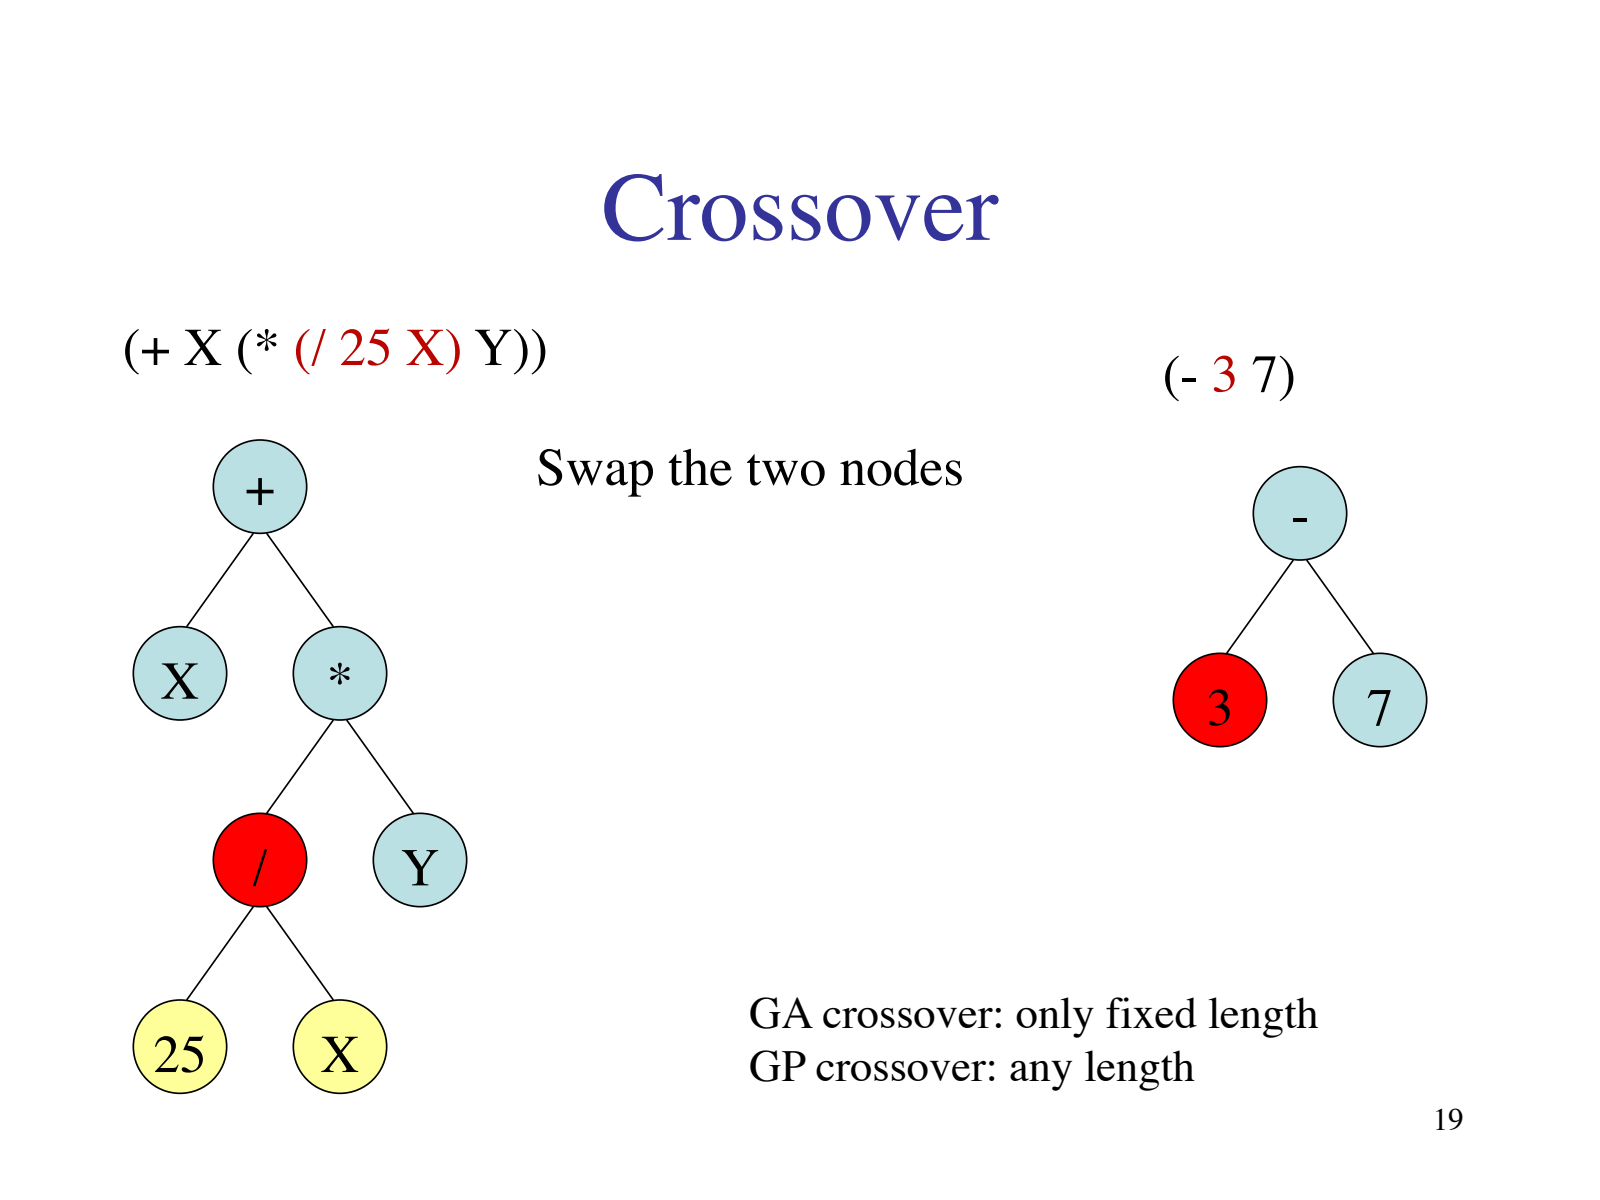 Crossover
(+ X (* (/ 25 X) Y))
(- 3 7)
Swap the two nodes
+
-
X
*
3
7
/
Y
25
X
GA crossover: only fixed length
GP crossover: any length
19